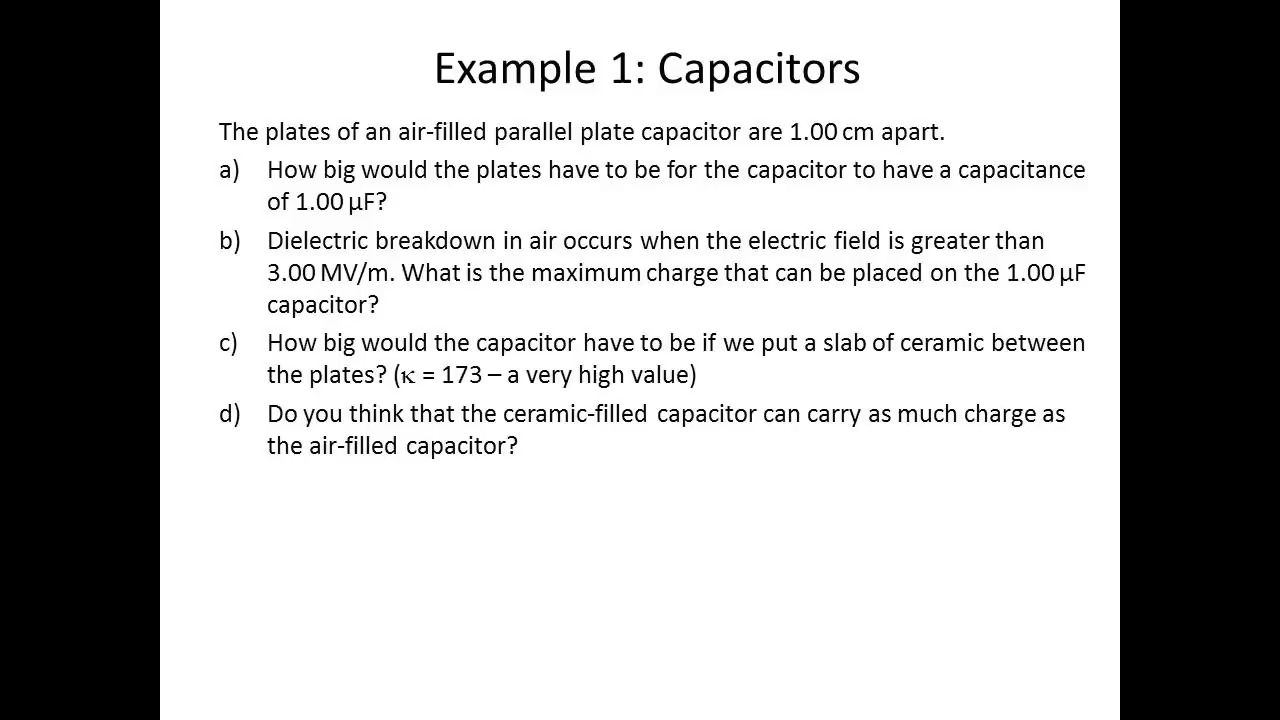 Example 1: Capacitors
The plates of an air-filled parallel plate capacitor are 1.00 cm apart.
a) How big would the plates have to be for the capacitor to have a capacitance
of 1.00 μF?
b) Dielectric breakdown in air occurs when the electric field is greater than
3.00 MV/m. What is the maximum charge that can be placed on the 1.00 μF
capacitor?
c) How big would the capacitor have to be if we put a slab of ceramic between
the plates? (κ = 173 – a very high value)
d) Do you think that the ceramic-filled capacitor can carry as much charge as
the air-filled capacitor?